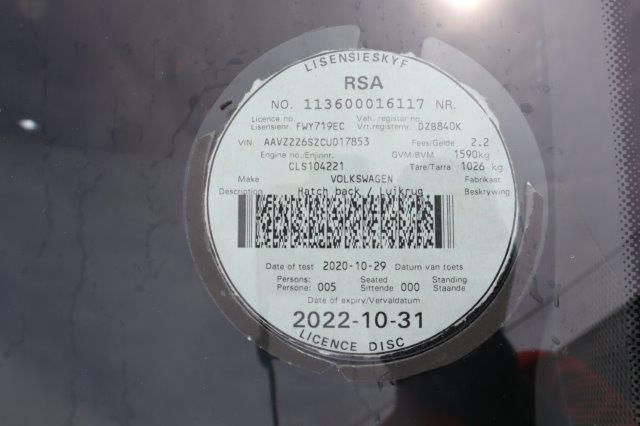 LISENSIESKYF
RSA
NO. 113600016117 NR.
Licence no. Veh. registar no.
Lisensienr. FWY719EC Vrt.registernr. DZB840K
VIN AAVZZZ6SZCU017853 Fees/Gelde 2.2
Engine no./Enjinnr. GVM/BVM 1590kg
CLS104221 Tare/Tarra 1026 kg
Make VOLKSWAGEN Fabrikaat
Description Hatch back / Luikrug Beskrywing
Date of test 2020-10-29 Datum van toets
Persons: Seated Standing
Persone: 005 Sittende 000 Staande
Date of expiry/Vervaldatum
2022-10-31
LICENCE DISC